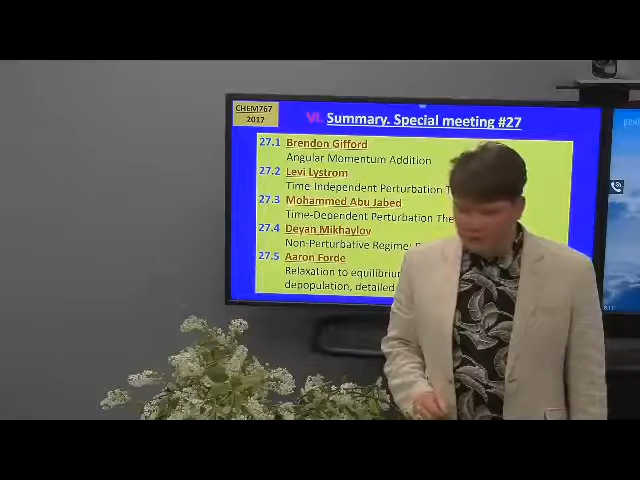 CHEM767
2017
VI. Summary. Special meeting #27
27.1 Brendon Gifford
Angular Momentum Addition
27.2 Levi Lystrom
Time Independent Perturbation
27.3 Mohammed Abu Jabed
Time-Dependent Perturbation The
27.4 Deyan Mikhaylov
Non-Perturbative Regime:
27.5 Aaron Forde
Relaxation to equilibri
depopulation, detailed